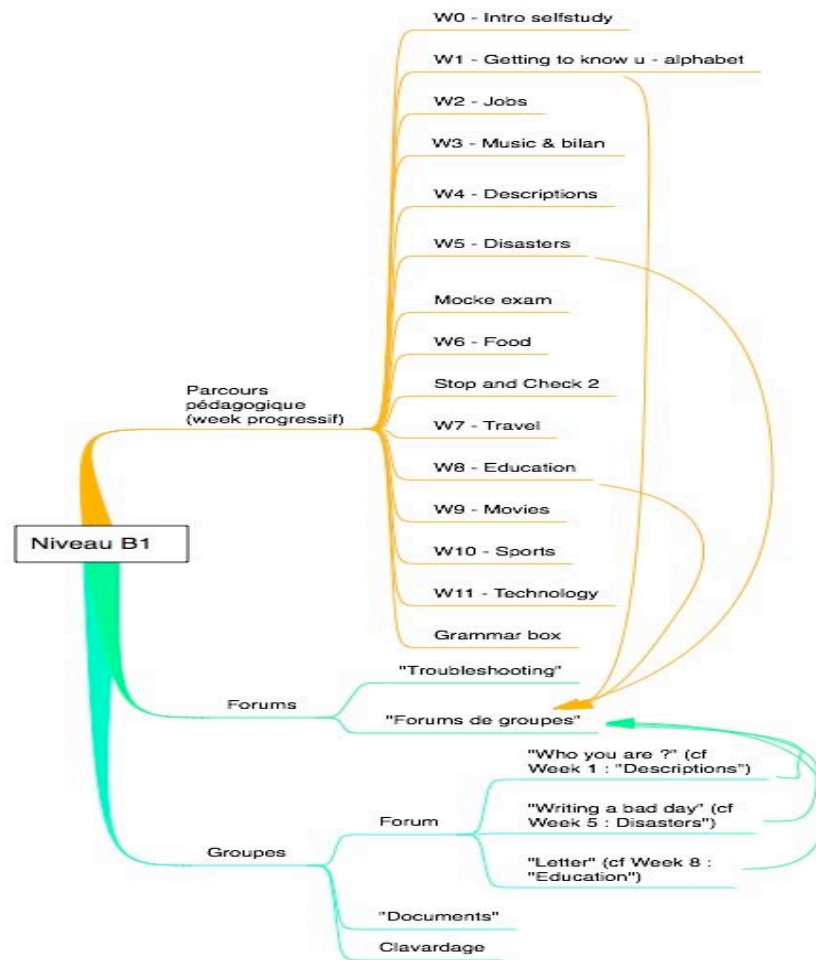 W0 - Intro selfstudy
W1 - Getting to know u - alphabet
W2 - Jobs
W3 - Music & bilan
W4 - Descriptions
W5 - Disasters
Mocke exam
W6 - Food
Stop and Check 2
Parcours
pédagogique
(week progressif)
W7 - Travel
W8 - Education
W9 - Movies
W10 - Sports
W11 - Technology
Grammar box
Niveau B1
Forums
"Troubleshooting"
"Forums de groupes"
Groupes
Forum
"Who you are ?" (cf
Week 1 : "Descriptions")
"Writing a bad day" (cf
Week 5 : Disasters")
"Letter" (cf Week 8 :
"Education")
"Documents"
Clavardage